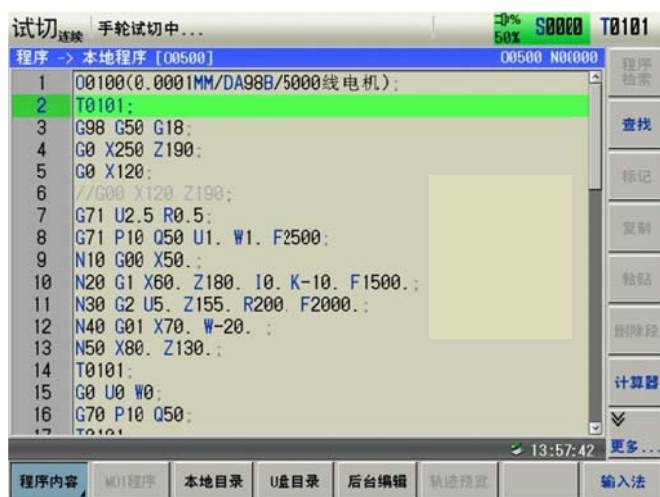 试切连续 手轮试切中... 50% S0000 T0101
程序 -> 本地程序 [O0500] O0500 N0(000
1 O0100(0.0001MM/DA98B/5000线电机);
2 T0101;
3 G98 G50 G18;
4 G0 X250 Z190;
5 G0 X120;
6 //G00 X120 Z190;
7 G71 U2.5 R0.5;
8 G71 P10 Q50 U1. W1. F2500;
9 N10 G00 X50.;
10 N20 G1 X60. Z180. I0. K-10. F1500.;
11 N30 G2 U5. Z155. R200. F2000.;
12 N40 G01 X70. W-20. ;
13 N50 X80. Z130.;
14 T0101;
15 G0 U0 W0;
16 G70 P10 Q50;
17 T0101
程序检索
查找
标记
复制
粘贴
删除段
计算器
更多...
13:57:42
程序内容 MDI程序 本地目录 U盘目录 后台编辑 轨迹预览 输入法